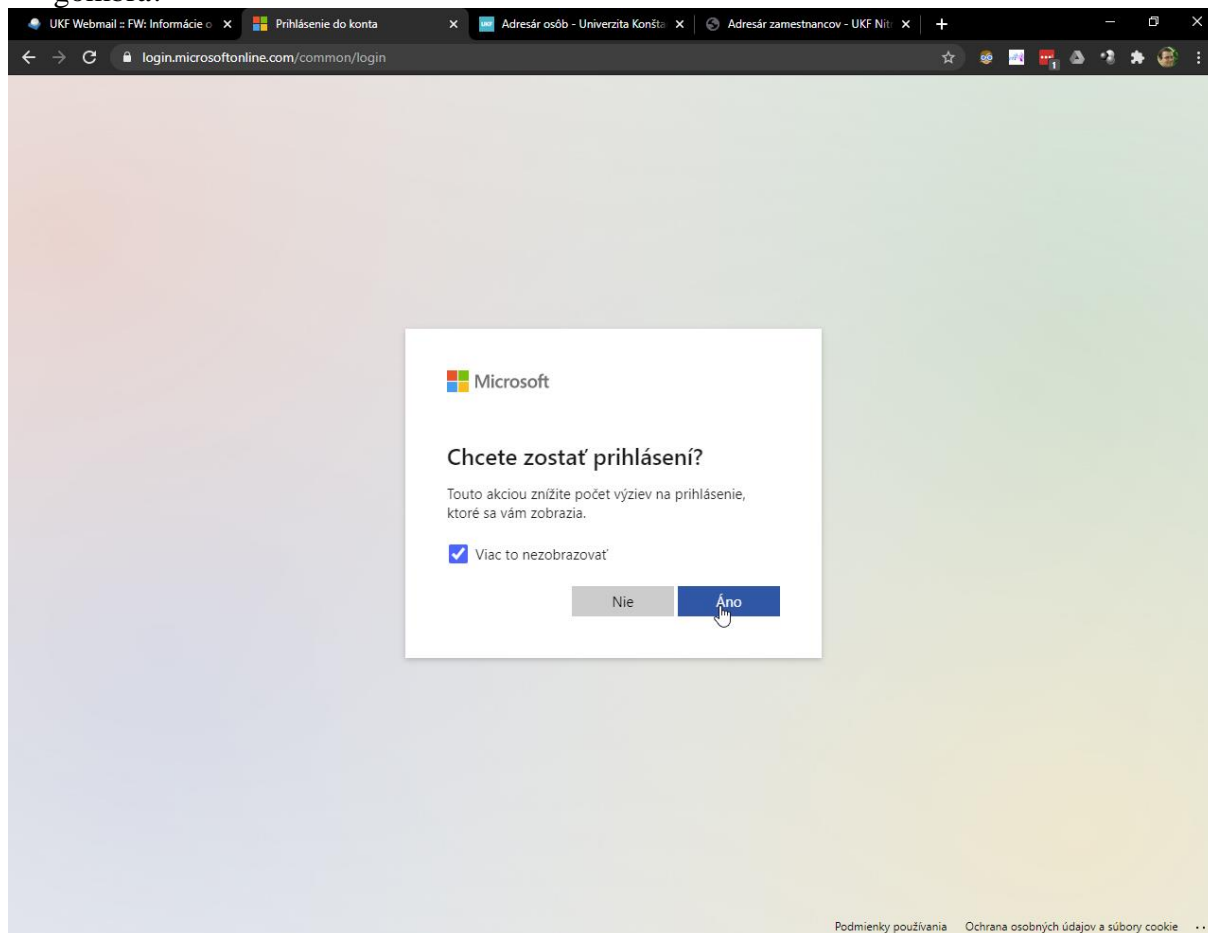 UKF Webmail :: FW: Informácie o
Prihlásenie do konta
Adresár osôb - Univerzita Konšta
Adresár zamestnancov - UKF Nitr
login.microsoftonline.com/common/login
1
Microsoft
Chcete zostať prihlásení?
Touto akciou znížite počet výziev na prihlásenie,
ktoré sa vám zobrazia.
Viac to nezobrazovať
Nie
Áno
Podmienky používania
Ochrana osobných údajov a súbory cookie